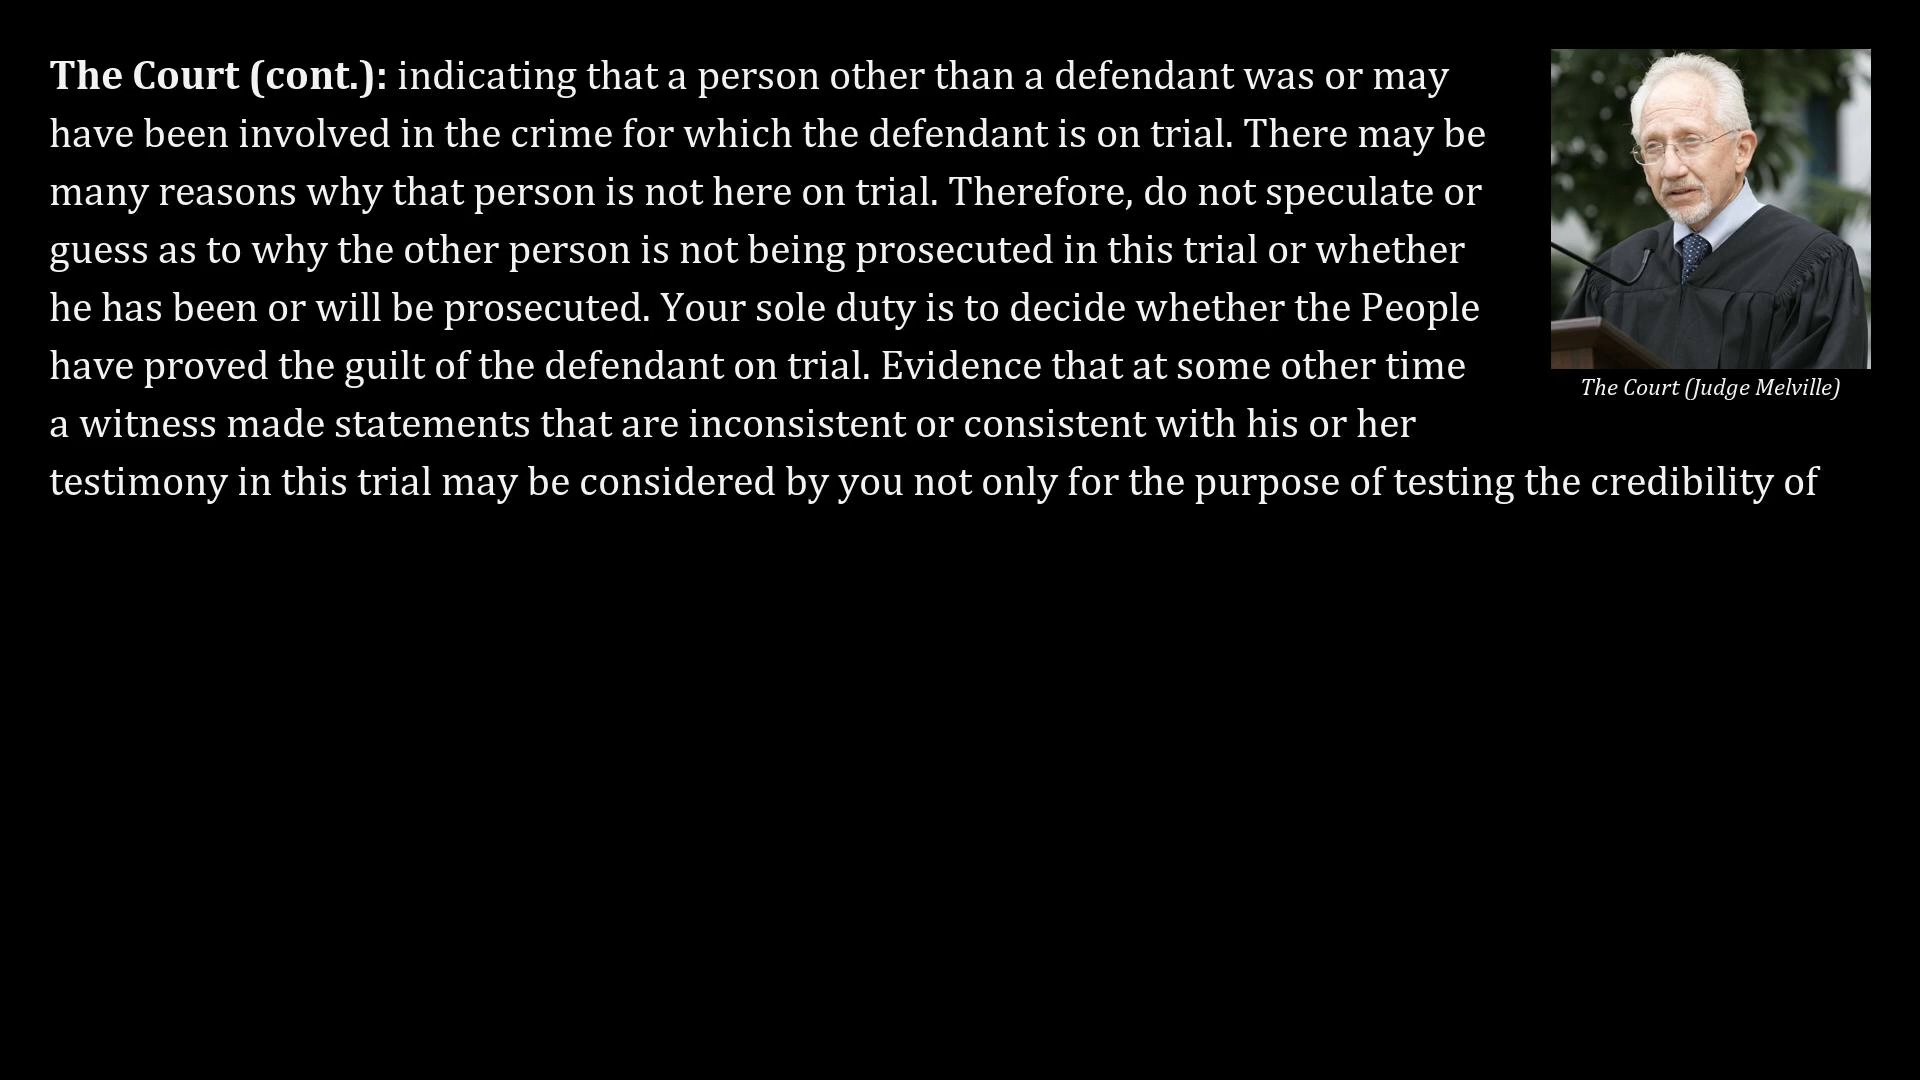 The Court (cont.): indicating that a person other than a defendant was or may
have been involved in the crime for which the defendant is on trial. There may be
many reasons why that person is not here on trial. Therefore, do not speculate or
guess as to why the other person is not being prosecuted in this trial or whether
he has been or will be prosecuted. Your sole duty is to decide whether the People
have proved the guilt of the defendant on trial. Evidence that at some other time
a witness made statements that are inconsistent or consistent with his or her
testimony in this trial may be considered by you not only for the purpose of testing the credibility of
The Court (Judge Melville)